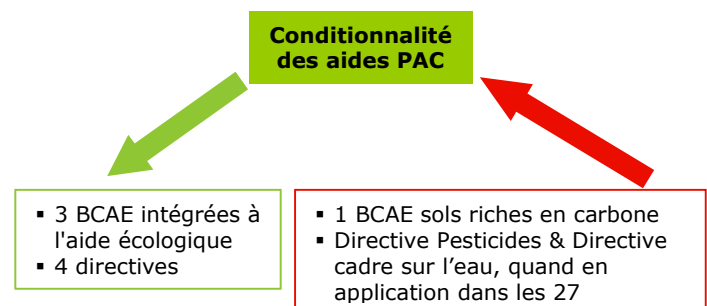 Conditionnalité
des aides PAC
▪ 3 BCAE intégrées à
l'aide écologique
▪ 4 directives
▪ 1 BCAE sols riches en carbone
▪ Directive Pesticides & Directive
cadre sur l’eau, quand en
application dans les 27